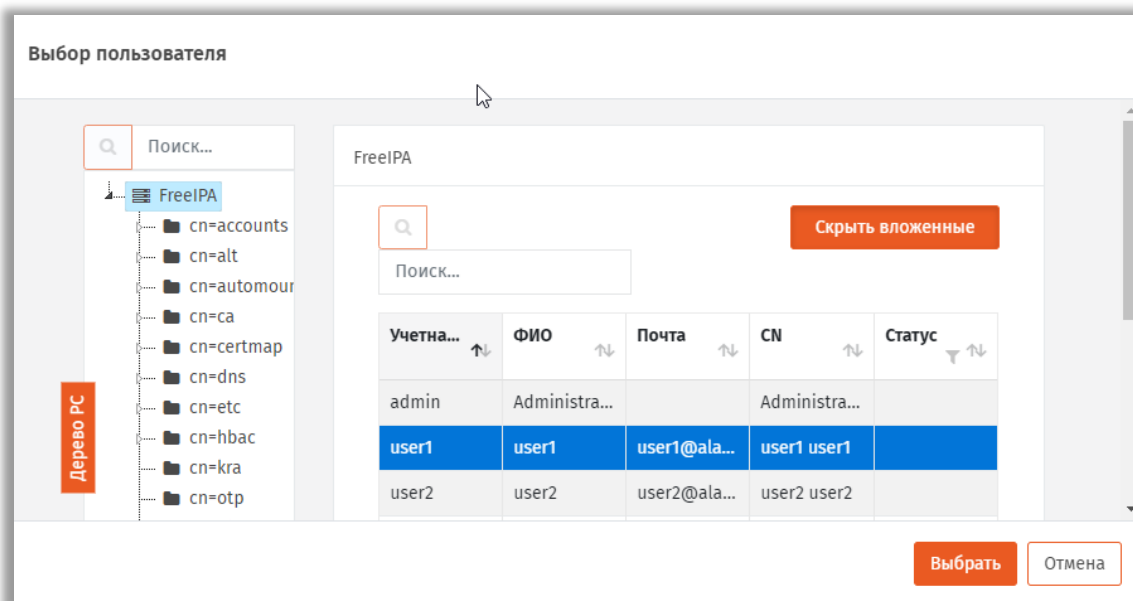 Выбор пользователя
Поиск...
FreeIPA
cn=accounts
cn=alt
cn=automour
cn=ca
cn=certmap
cn=dns
cn=etc
cn=hbac
cn=kra
cn=otp
Дерево РС
FreeIPA
Скрыть вложенные
Поиск...
Учетна... ФИО Почта CN Статус
admin Administra... Administra...
user1 user1 user1@ala... user1 user1
user2 user2 user2@ala... user2 user2
Выбрать Отмена